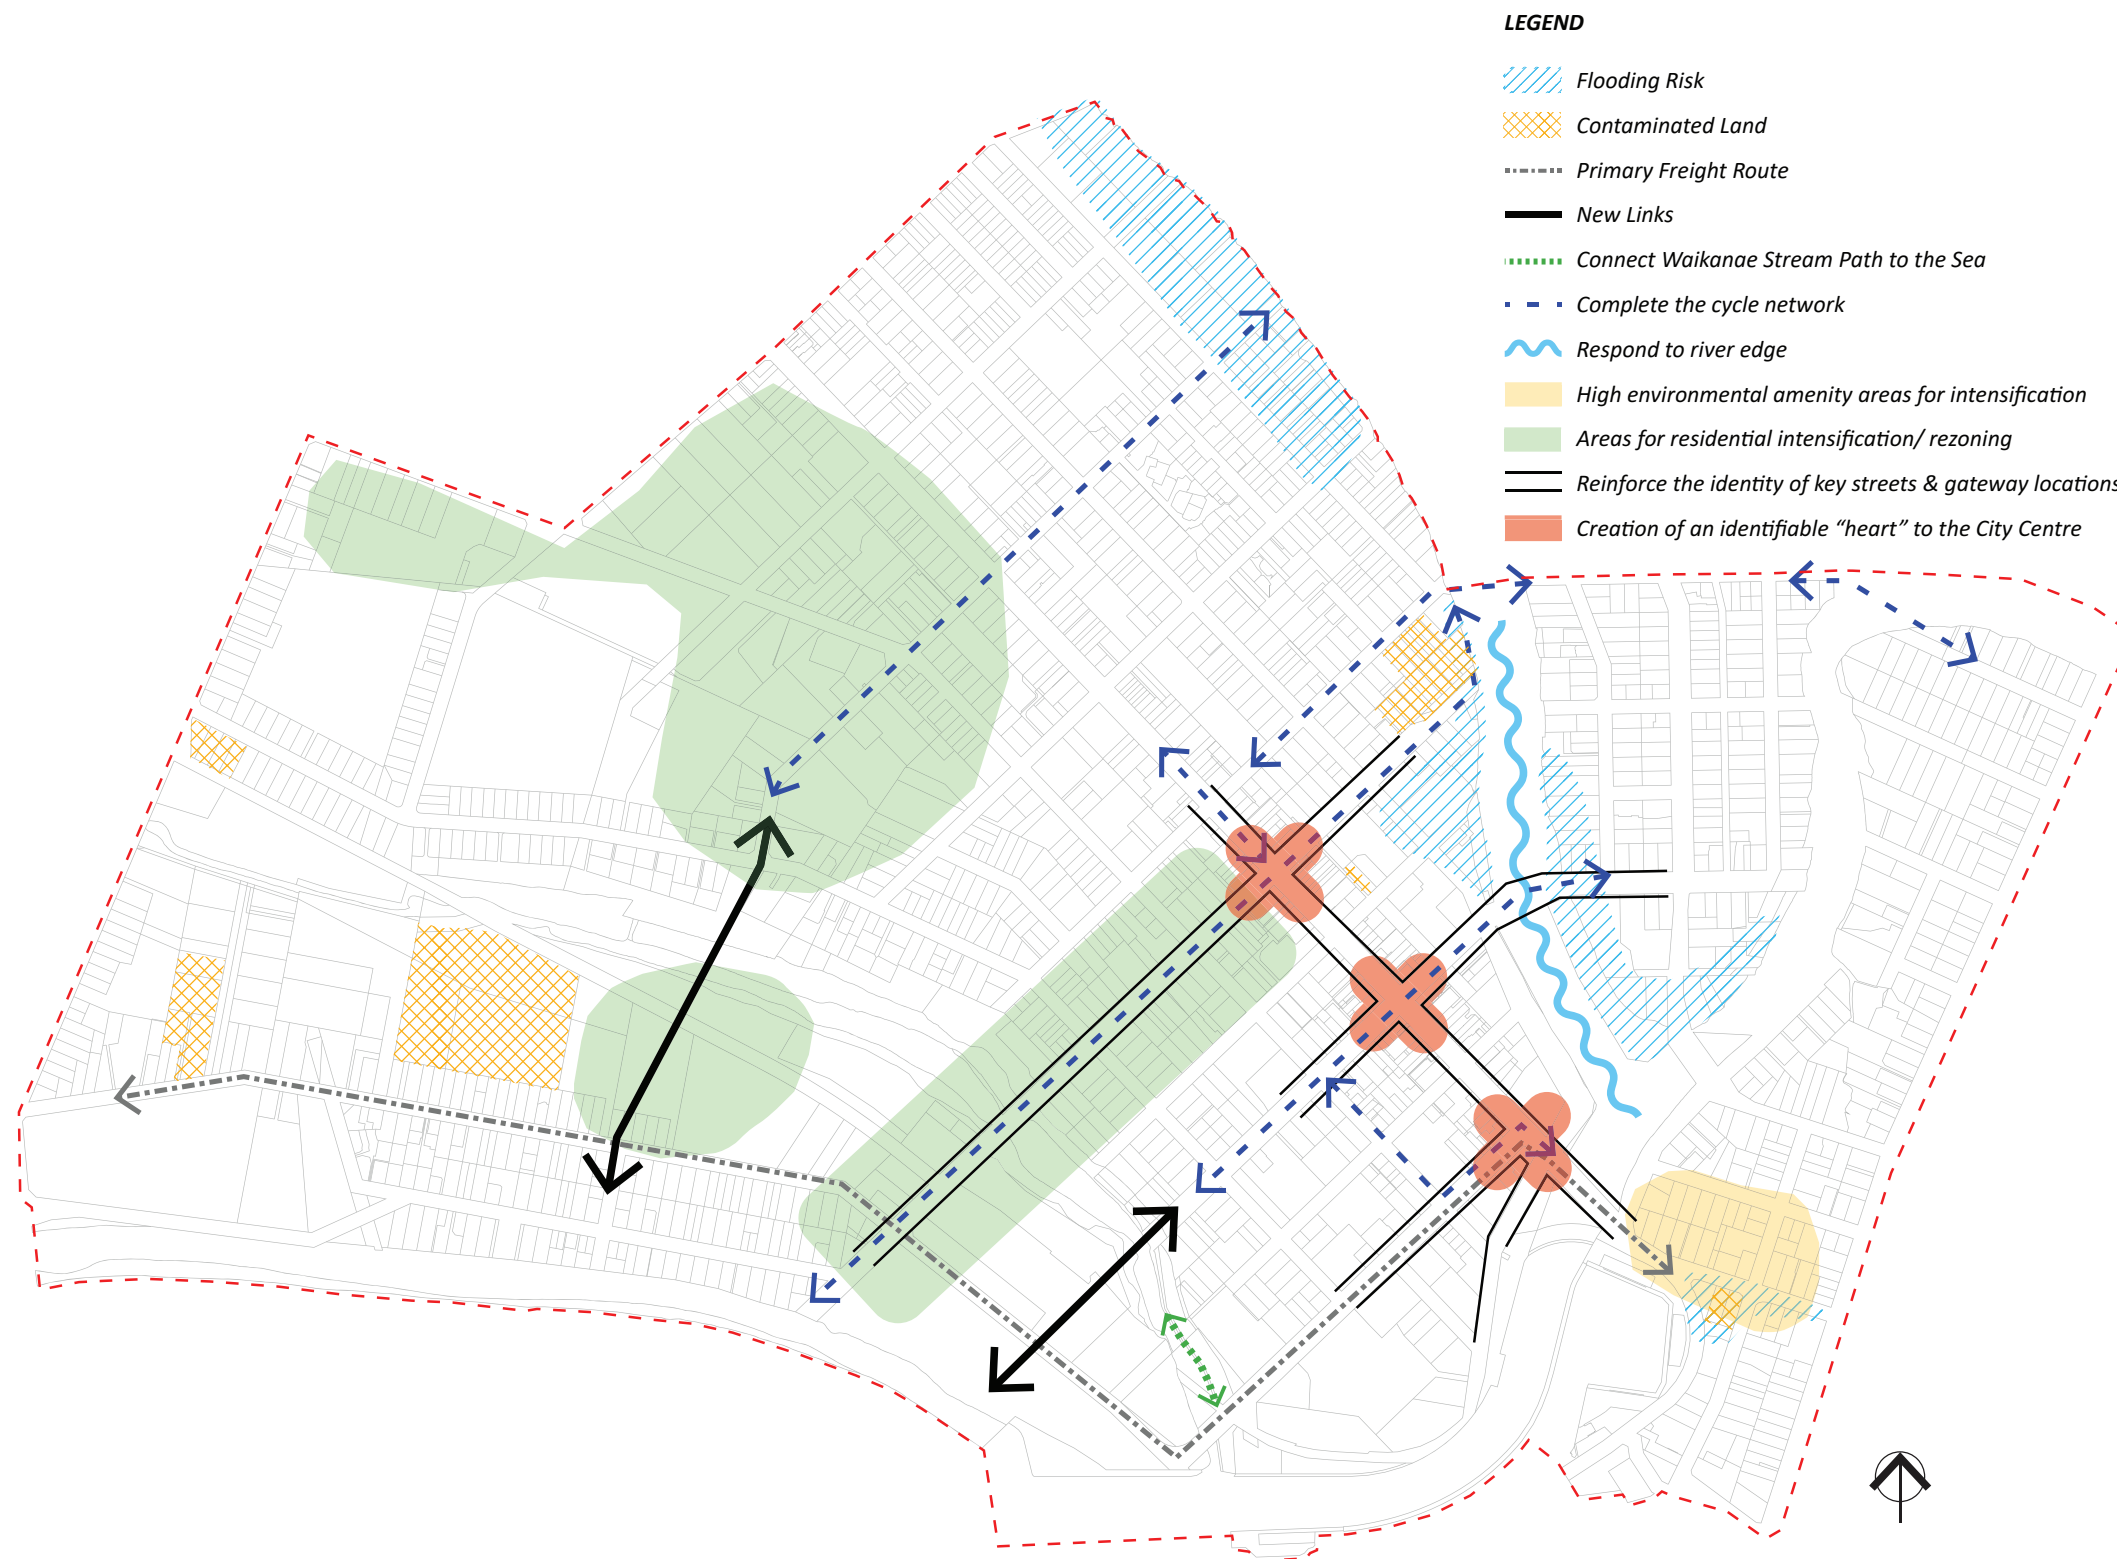 LEGEND
Flooding Risk
Contaminated Land
Primary Freight Route
New Links
Connect Waikanae Stream Path to the Sea
Complete the cycle network
Respond to river edge
High environmental amenity areas for intensification
Areas for residential intensification/ rezoning
Reinforce the identity of key streets & gateway locations
Creation of an identifiable “heart” to the City Centre